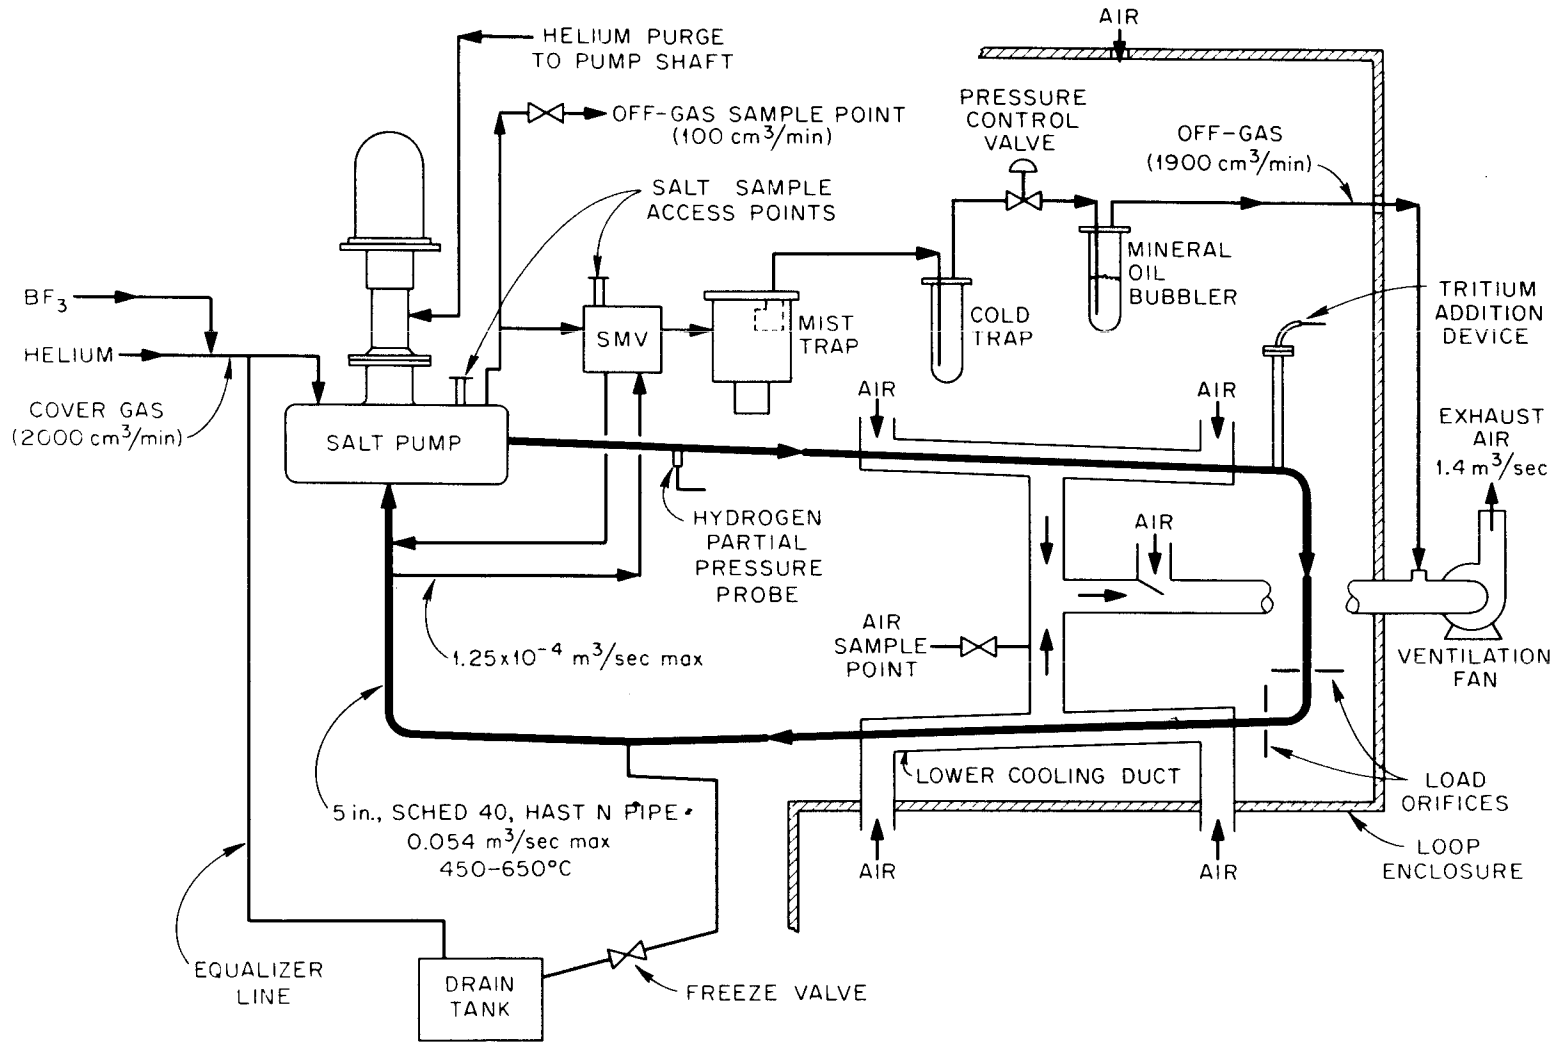 AIR
HELIUM PURGE
TO PUMP SHAFT
OFF-GAS SAMPLE POINT
(100 cm³/min)
PRESSURE
CONTROL
VALVE
OFF-GAS
(1900 cm³/min)
SALT SAMPLE
ACCESS POINTS
MINERAL
OIL
BUBBLER
BF₃
HELIUM
COVER GAS
(2000 cm³/min)
SMV
MIST
TRAP
COLD
TRAP
TRITIUM
ADDITION
DEVICE
AIR
AIR
EXHAUST
AIR
1.4 m³/sec
SALT PUMP
HYDROGEN
PARTIAL
PRESSURE
PROBE
AIR
AIR
SAMPLE
POINT
1.25x10⁻⁴ m³/sec max
VENTILATION
FAN
LOWER COOLING DUCT
LOAD
ORIFICES
5 in., SCHED 40, HAST N PIPE
0.054 m³/sec max
450-650°C
AIR
AIR
LOOP
ENCLOSURE
EQUALIZER
LINE
DRAIN
TANK
FREEZE VALVE